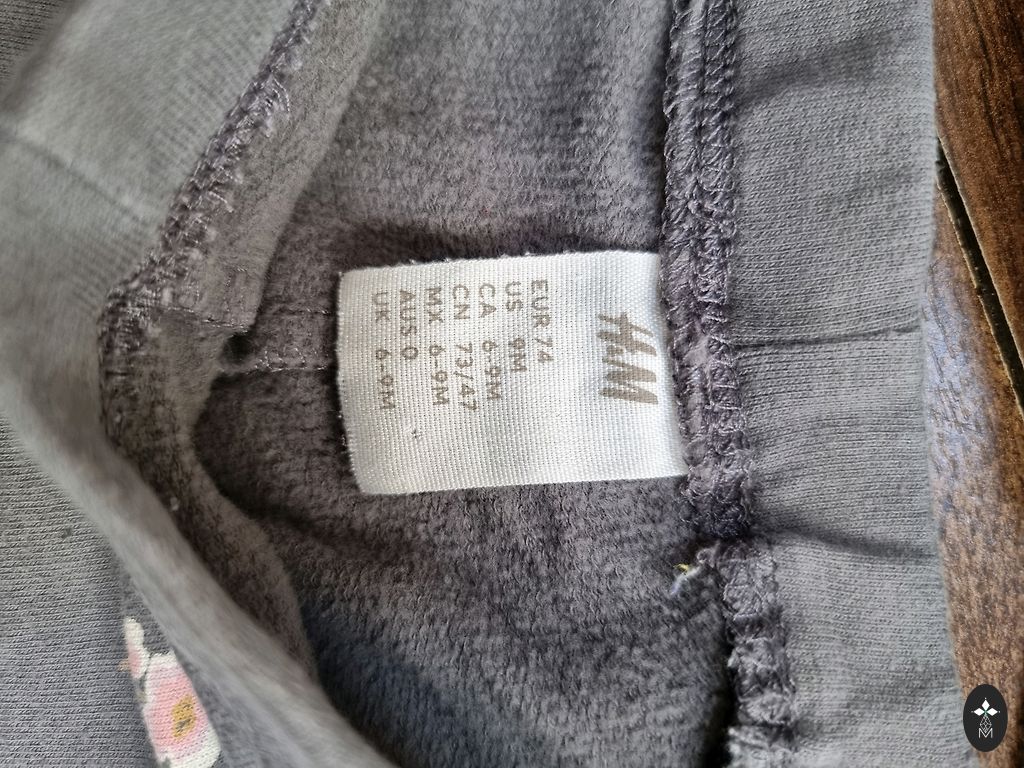 H&M
EUR 74
US 9M
CA 6-9M
CN 73/47
MX 6-9M
AUS 0
UK 6-9M
M